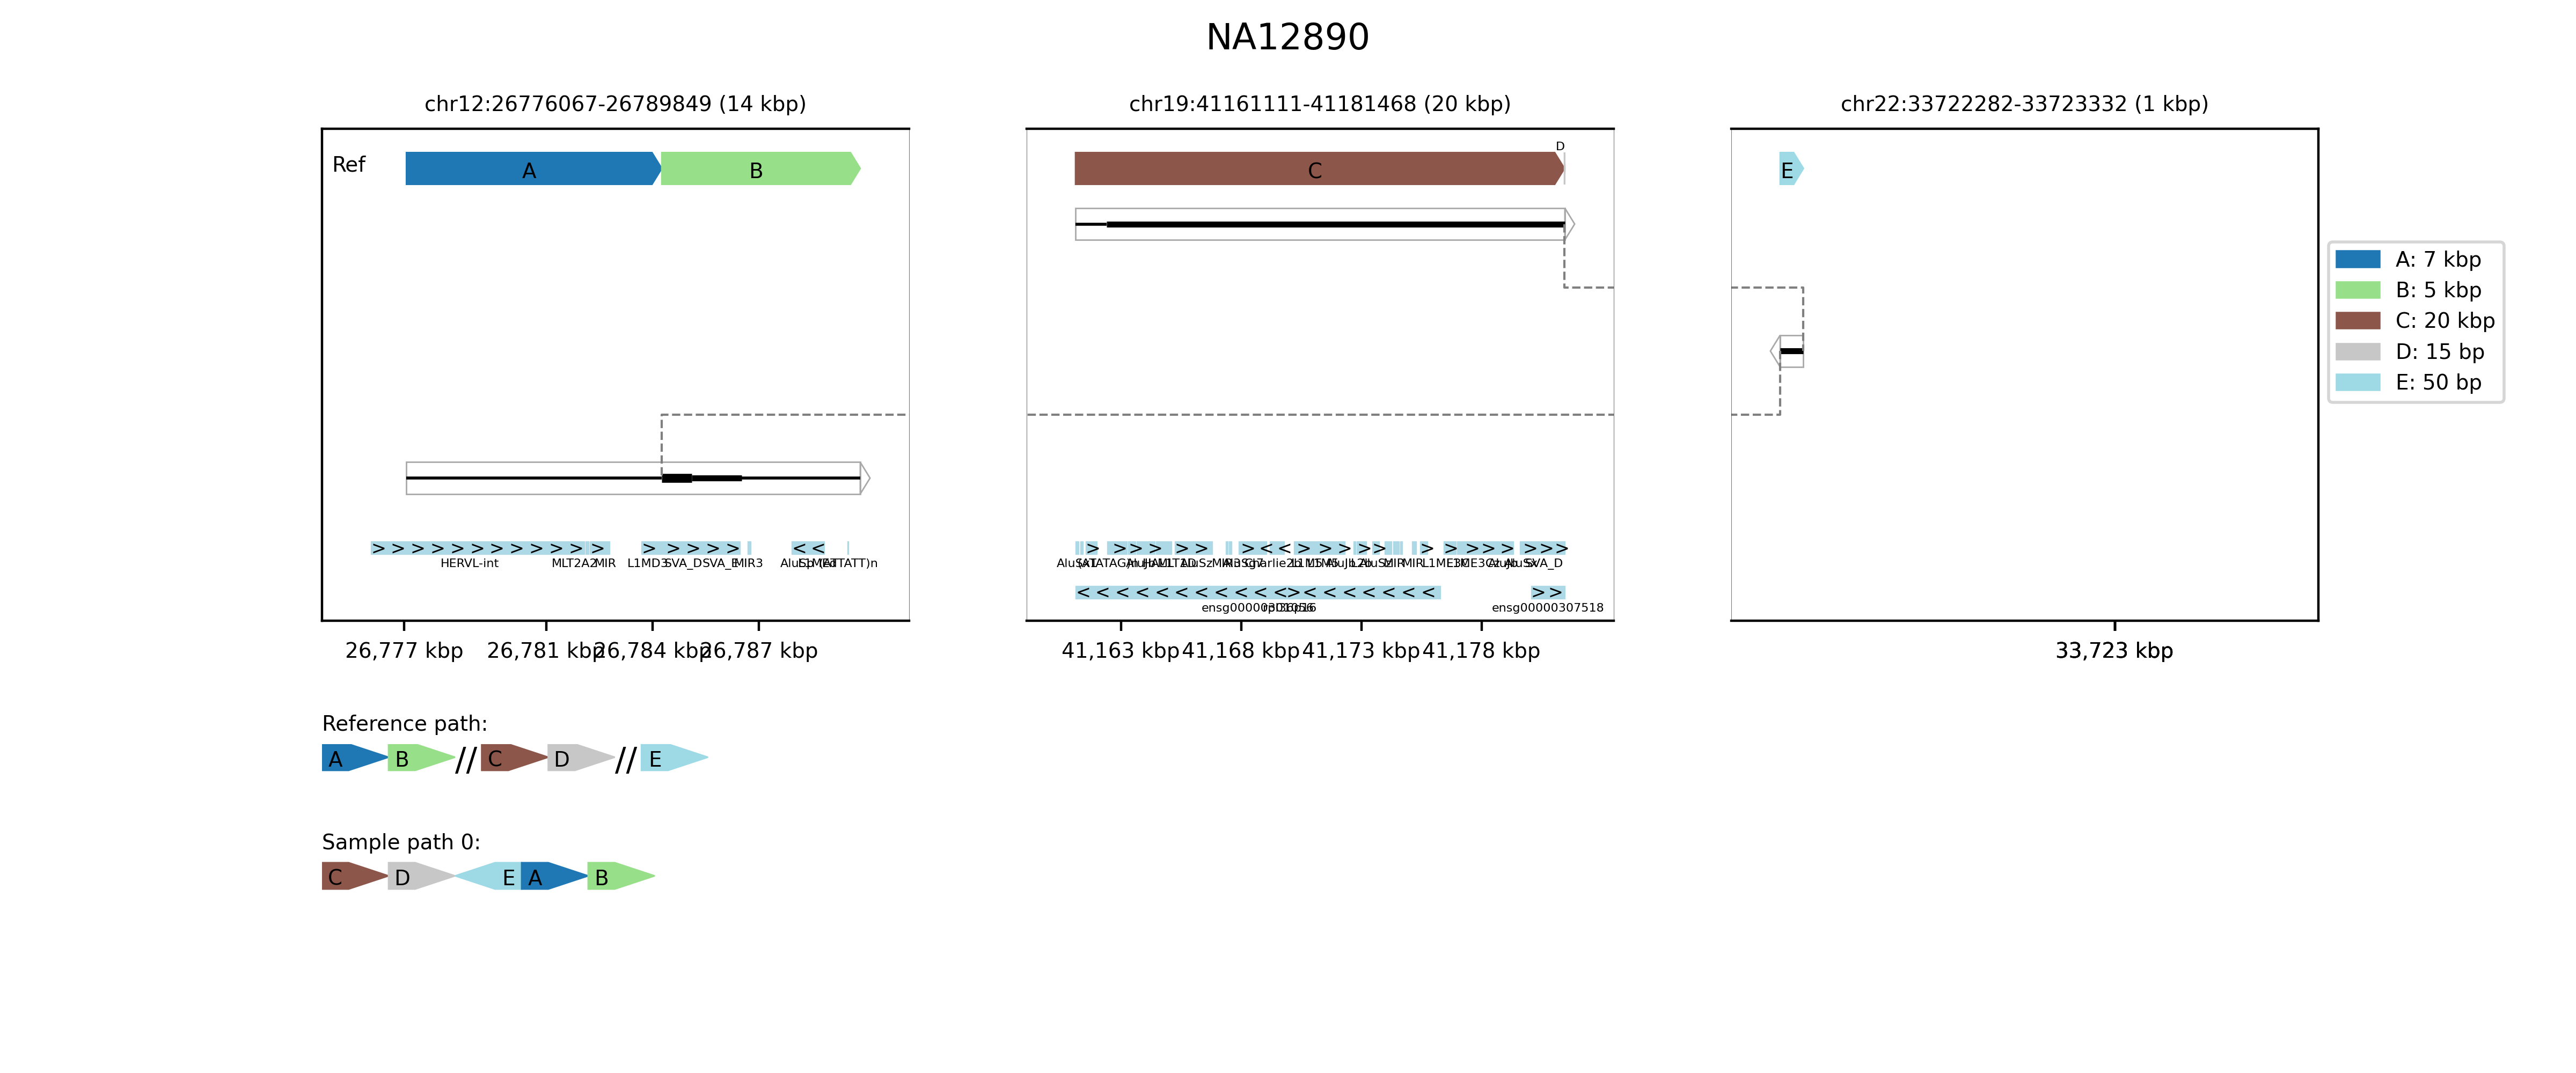 NA12890
chr12:26776067-26789849 (14 kbp)
chr19:41161111-41181468 (20 kbp)
chr22:33722282-33723332 (1 kbp)
Ref
A
B
C
D
E
A: 7 kbp
B: 5 kbp
C: 20 kbp
D: 15 bp
E: 50 bp
> > > > > > > > > > > >
> > > > >
< <
HERVL-int
MLT2A2
MIR
L1MD3
SVA_D
SVA_E
MIR3
SVA_D
ensg00000307518
26,777 kbp
26,781 kbp
26,784 kbp
26,787 kbp
41,163 kbp
41,168 kbp
41,173 kbp
41,178 kbp
33,723 kbp
Reference path:
A B // C D // E
Sample path 0:
C D E A B